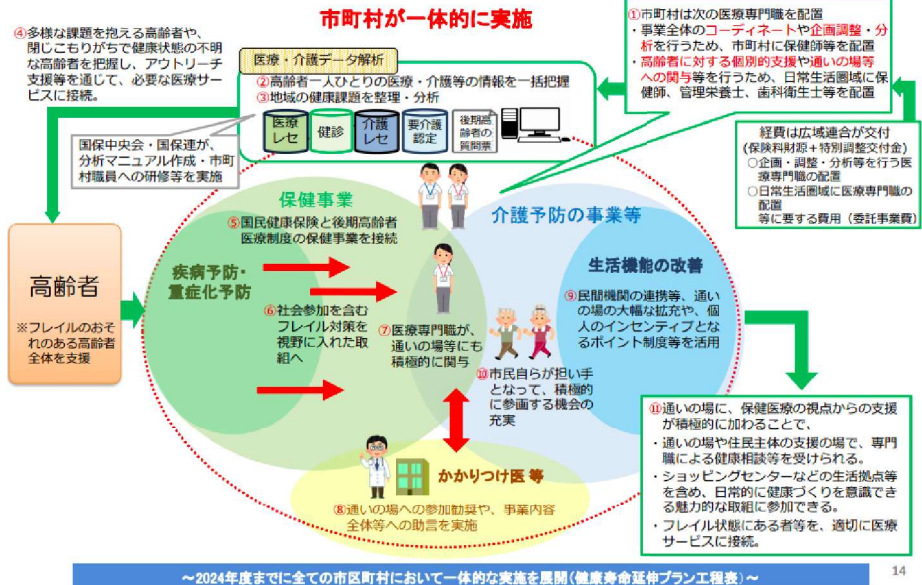 市町村が一体的に実施
④多様な課題を抱える高齢者や、
閉じこもりがちで健康状態の不明
な高齢者を把握し、アウトリーチ
支援等を通じて、必要な医療サー
ビスに接続。
医療・介護データ解析
②高齢者一人ひとりの医療・介護等の情報を一括把握
③地域の健康課題を整理・分析
医療
レセ
健診
介護
レセ
要介護
認定
後期高
齢者の
質問票
国保中央会・国保連が、
分析マニュアル作成・市町
村職員への研修等を実施
①市町村は次の医療専門職を配置
・事業全体のコーディネートや企画調整・分
析を行うため、市町村に保健師等を配置
・高齢者に対する個別的支援や通いの場等
への関与等を行うため、日常生活圏域に保
健師、管理栄養士、歯科衛生士等を配置
経費は広域連合が交付
(保険料財源+特別調整交付金)
○企画・調整・分析等を行う医
療専門職の配置
○日常生活圏域に医療専門職の
配置
等に要する費用（委託事業費）
高齢者
※フレイルのおそ
れのある高齢者
全体を支援
保健事業
⑤国民健康保険と後期高齢者
医療制度の保健事業を接続
疾病予防・
重症化予防
⑥社会参加を含む
フレイル対策を
視野に入れた取
組へ
⑦医療専門職が、
通いの場等にも
積極的に関与
介護予防の事業等
生活機能の改善
⑨民間機関の連携等、通い
の場の大幅な拡充や、個
人のインセンティブとな
るポイント制度等を活用
⑩市民自らが担い手
となって、積極的
に参画する機会の
充実
かかりつけ医 等
⑧通いの場への参加勧奨や、事業内容
全体等への助言を実施
⑪通いの場に、保健医療の視点からの支援
が積極的に加わることで、
・通いの場や住民主体の支援の場で、専門
職による健康相談等を受けられる。
・ショッピングセンターなどの生活拠点等
を含め、日常的に健康づくりを意識でき
る魅力的な取組に参加できる。
・フレイル状態にある者等を、適切に医療
サービスに接続。
～2024年度までに全ての市区町村において一体的な実施を展開(健康寿命延伸プラン工程表)～
14